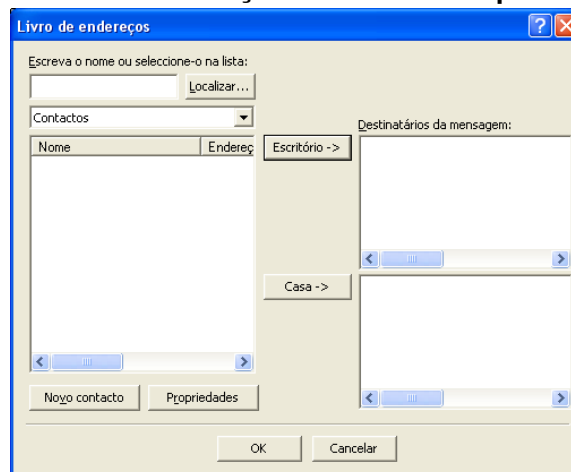 Livro de endereços
Escreva o nome ou seleccione-o na lista:
Localizar...
Contactos
Destinatários da mensagem:
Nome Endereç
Escritório ->
Casa ->
Novo contacto Propriedades
OK Cancelar